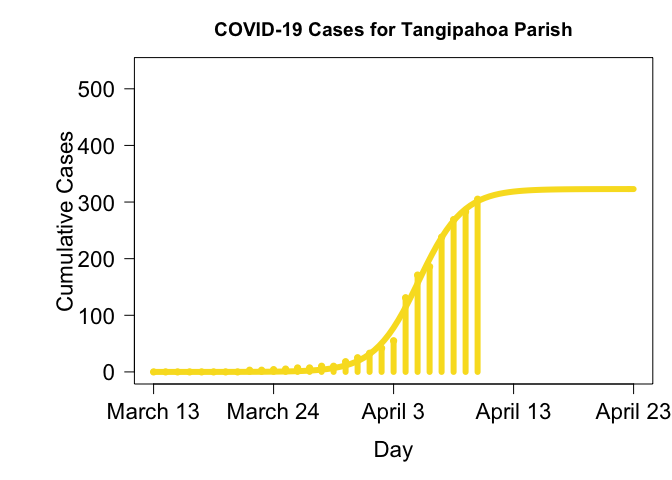 COVID-19 Cases for Tangipahoa Parish
Cumulative Cases
500
400
300
200
100
0
March 13 March 24 April 3 April 13 April 23
Day